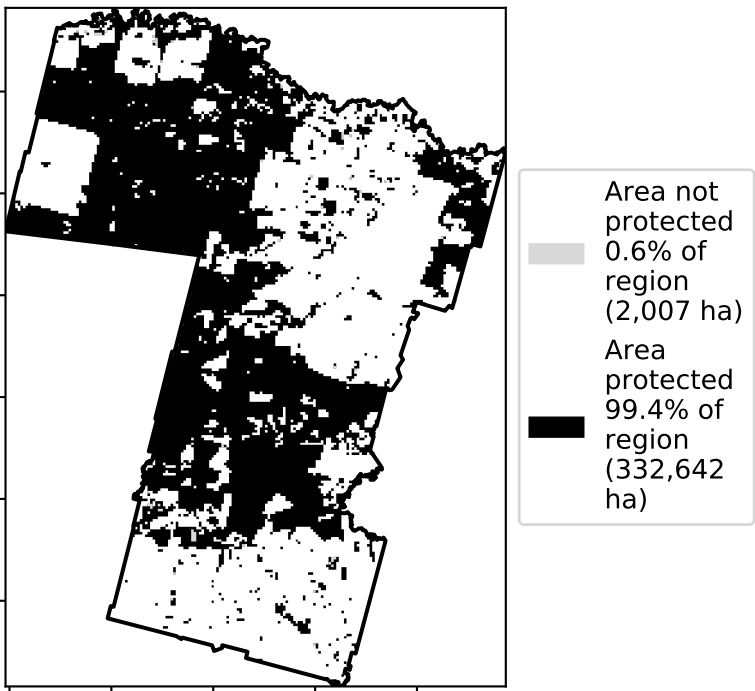 Area not
protected
0.6% of
region
(2,007 ha)
Area
protected
99.4% of
region
(332,642
ha)